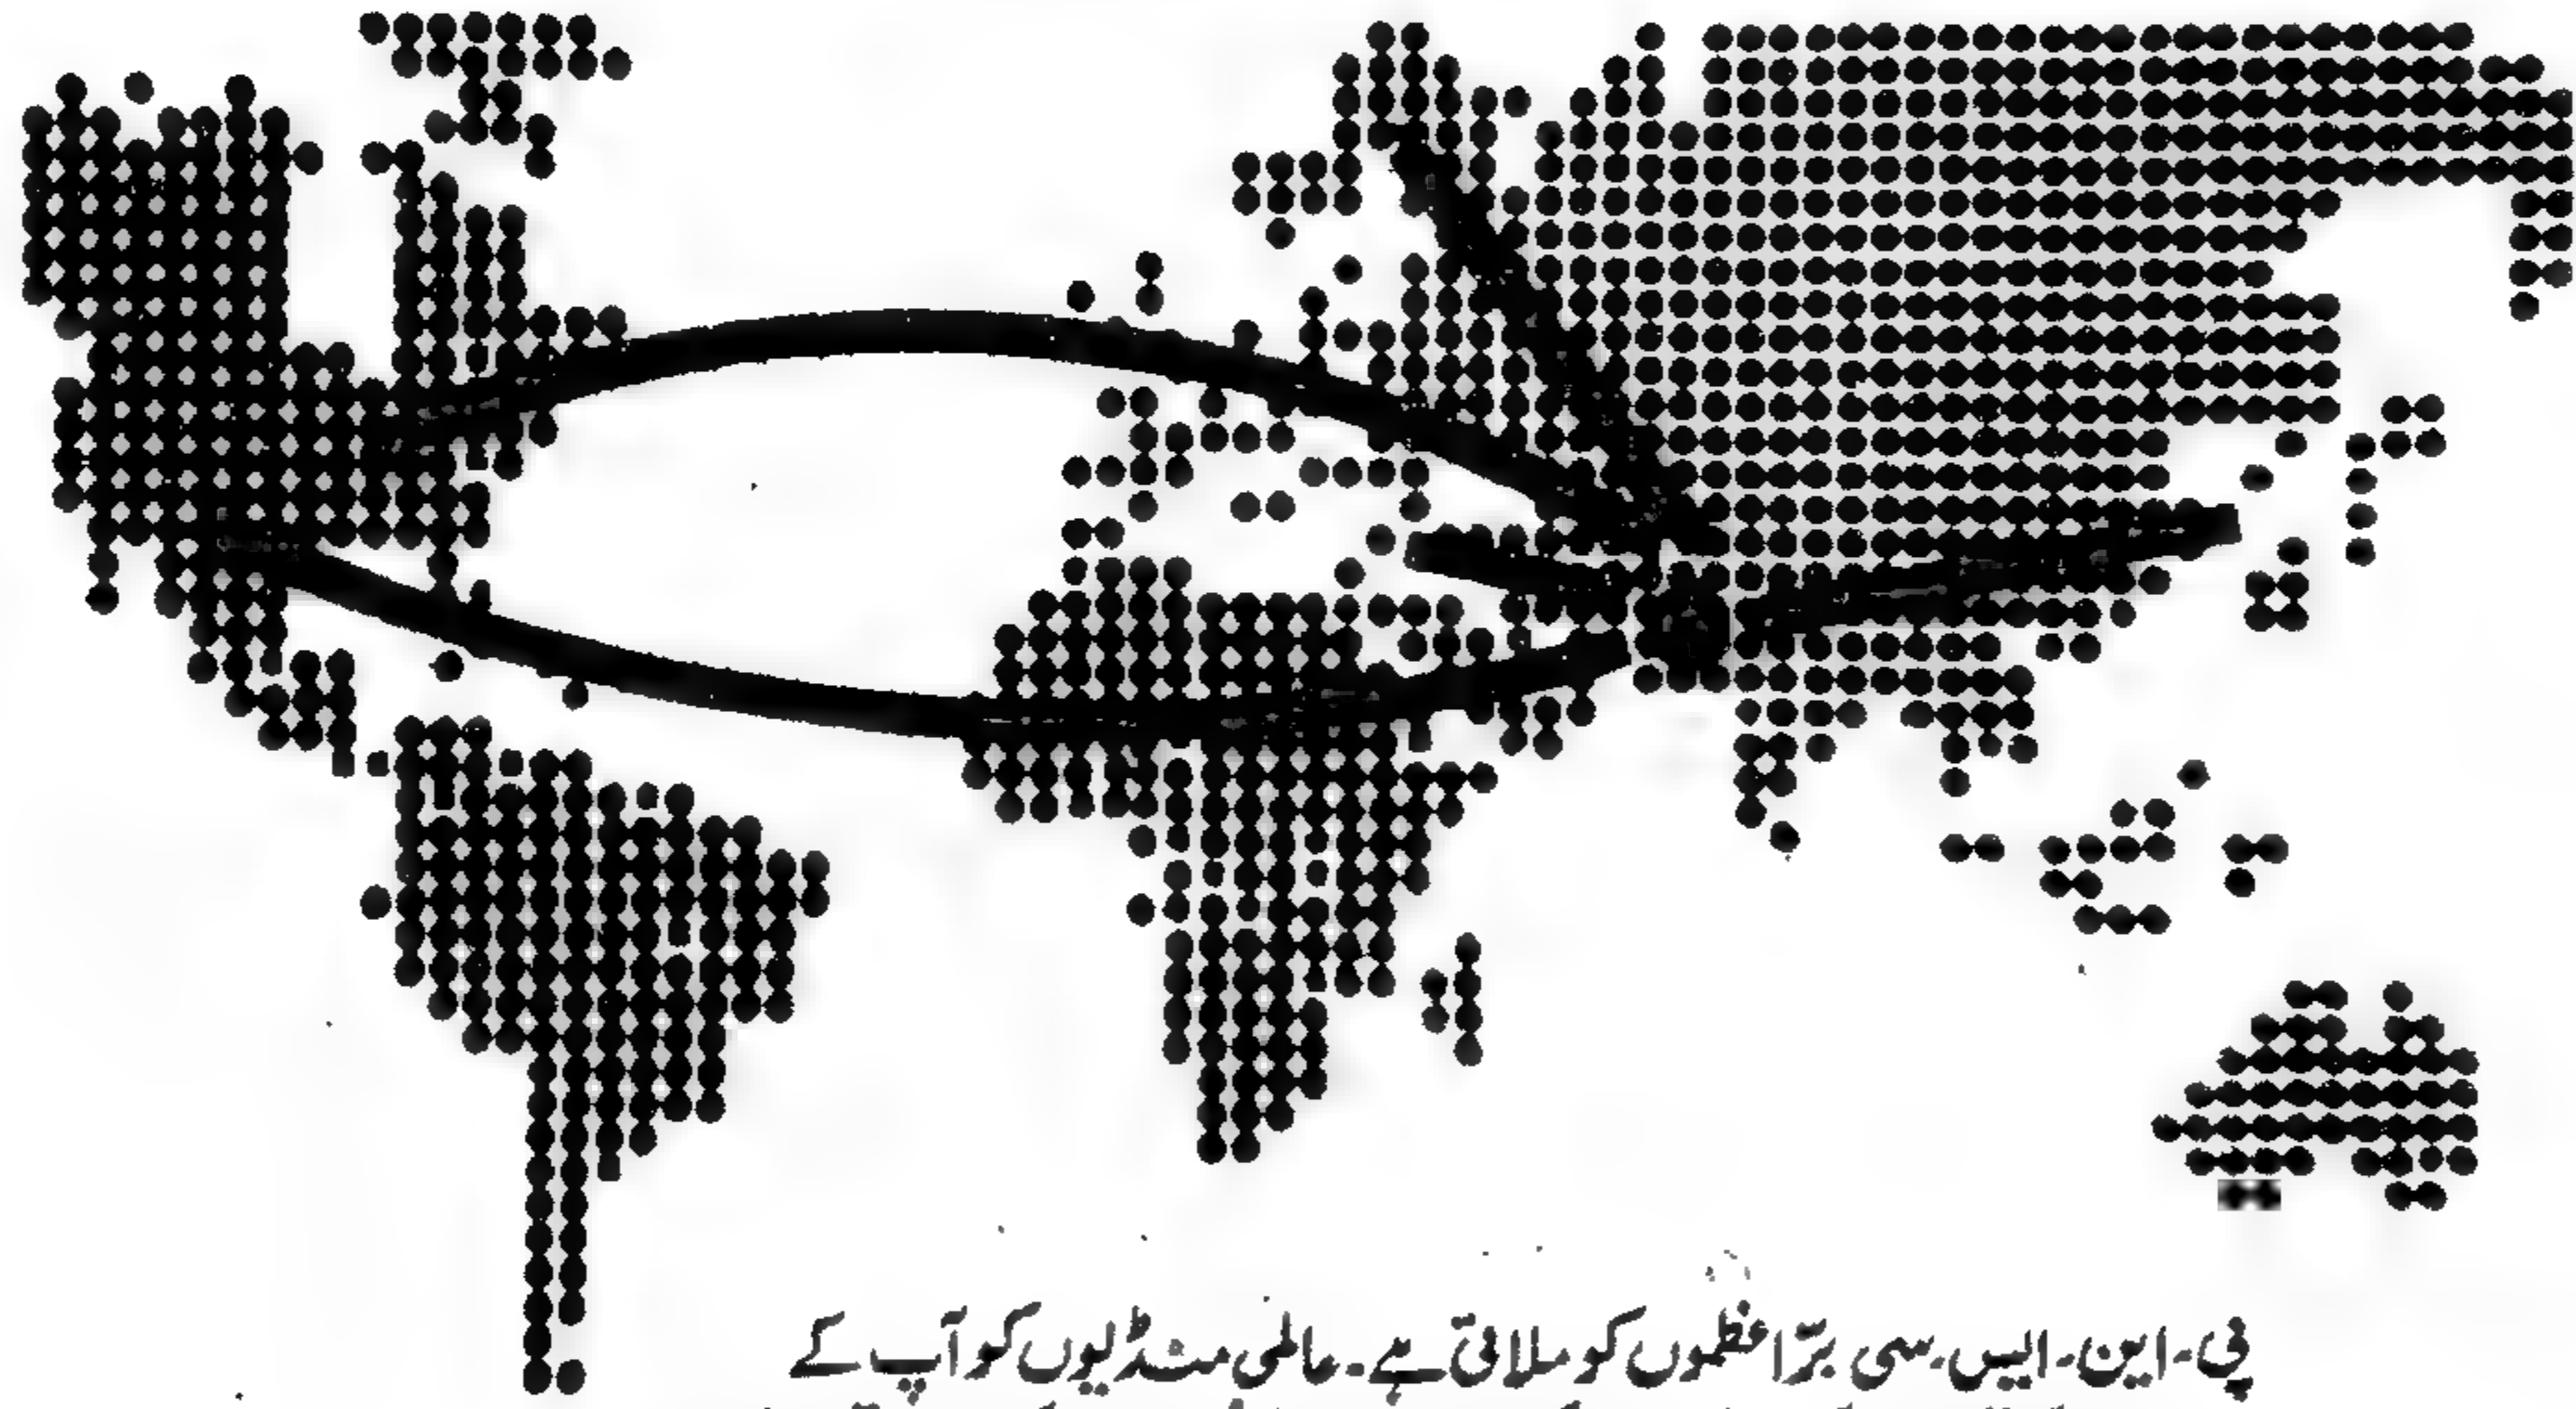 پی۔این۔ایس۔سی برّاعظموں کو ملاتی ہے۔ عالمی منڈیوں کو آپ کے